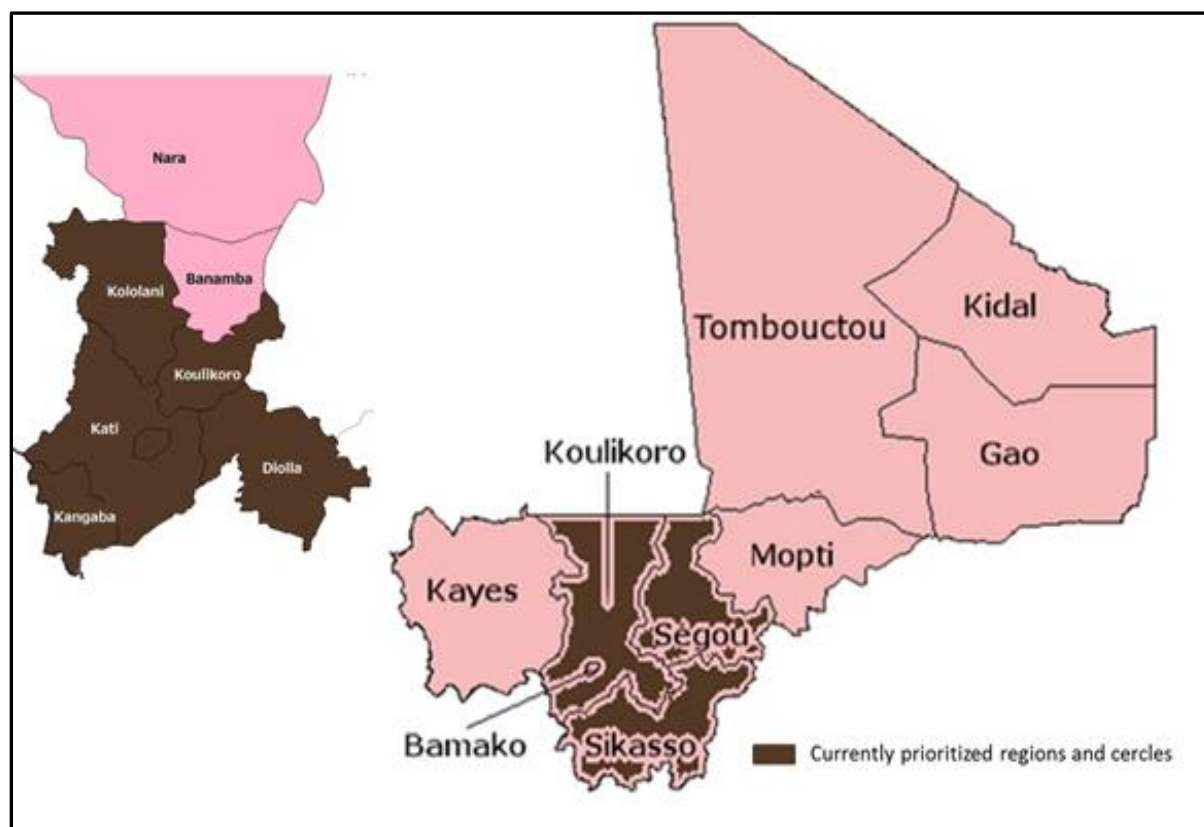 Nara
Banamba
Kololani
Koulikoro
Kati
Diolla
Kangaba
Tombouctou
Kidal
Gao
Koulikoro
Mopti
Kayes
Ségou
Bamako
Sikasso
Currently prioritized regions and cercles